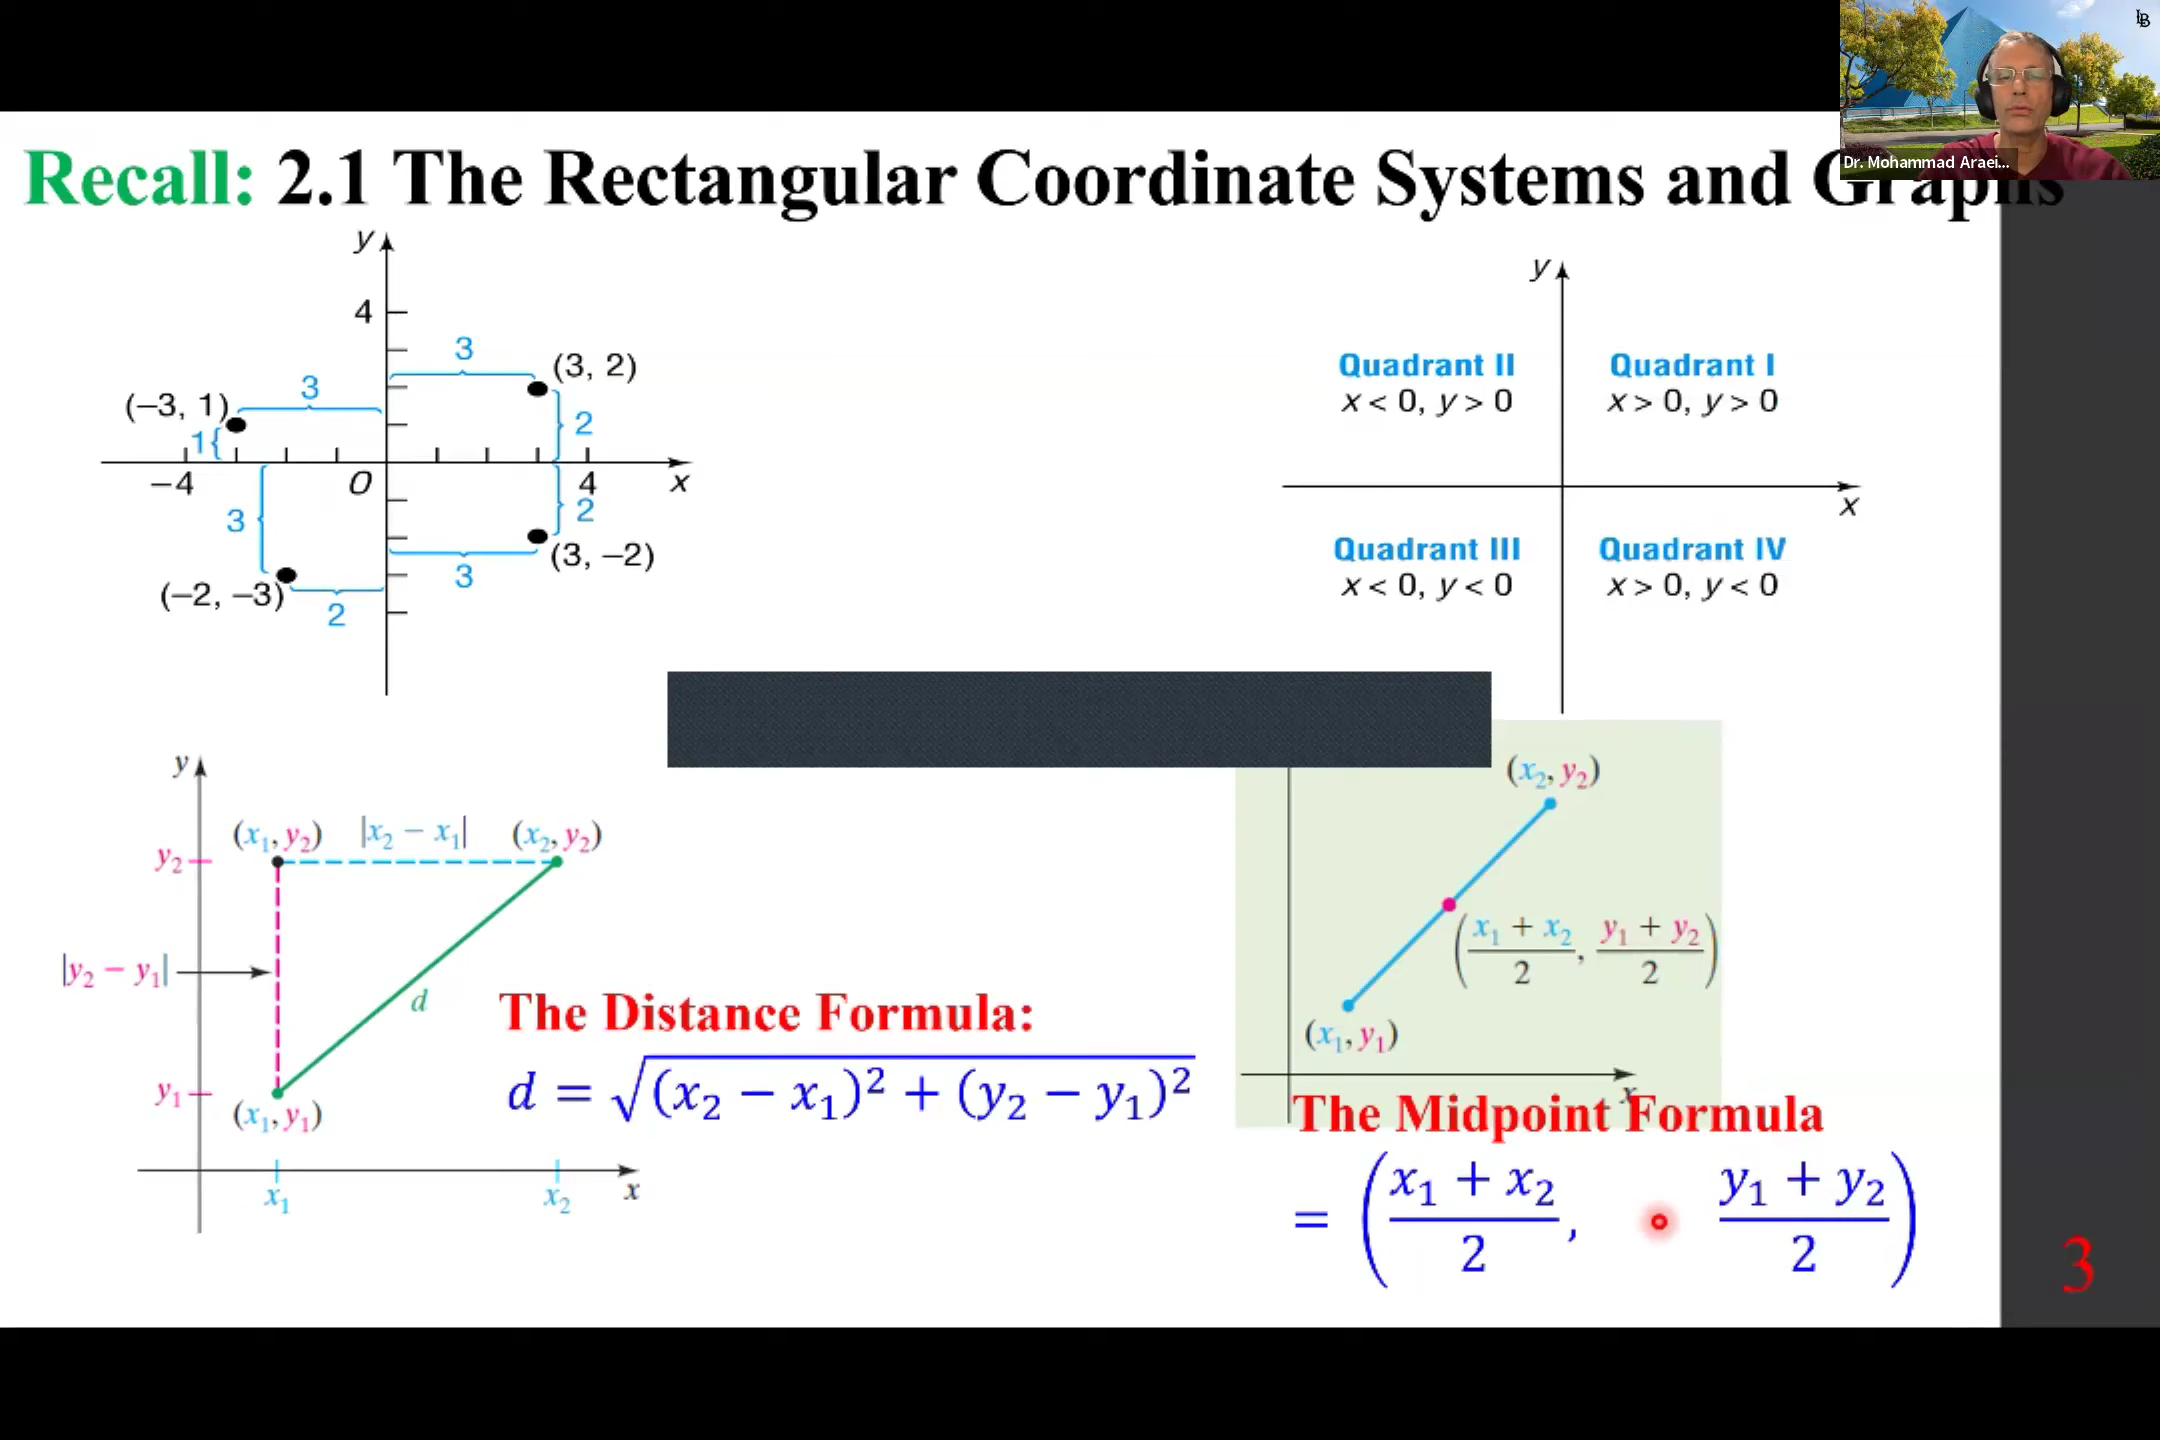 LB
Dr. Mohammad Araei...
Recall: 2.1 The Rectangular Coordinate Systems and Graphs
y
4
3
(3, 2)
3
(−3, 1)
2
1
−4
O
4
x
3
2
(3, −2)
3
(−2, −3)
2
y
Quadrant II
x < 0, y > 0
Quadrant I
x > 0, y > 0
x
Quadrant III
x < 0, y < 0
Quadrant IV
x > 0, y < 0
y
(x₁, y₂)
|x₂ − x₁|
(x₂, y₂)
y₂
|y₂ − y₁|
d
y₁
(x₁, y₁)
x₁
x₂
x
The Distance Formula:
d = √(x₂ − x₁)² + (y₂ − y₁)²
(x₂, y₂)
(x₁ + x₂ / 2, y₁ + y₂ / 2)
(x₁, y₁)
x
The Midpoint Formula
= (x₁ + x₂ / 2, y₁ + y₂ / 2)
3